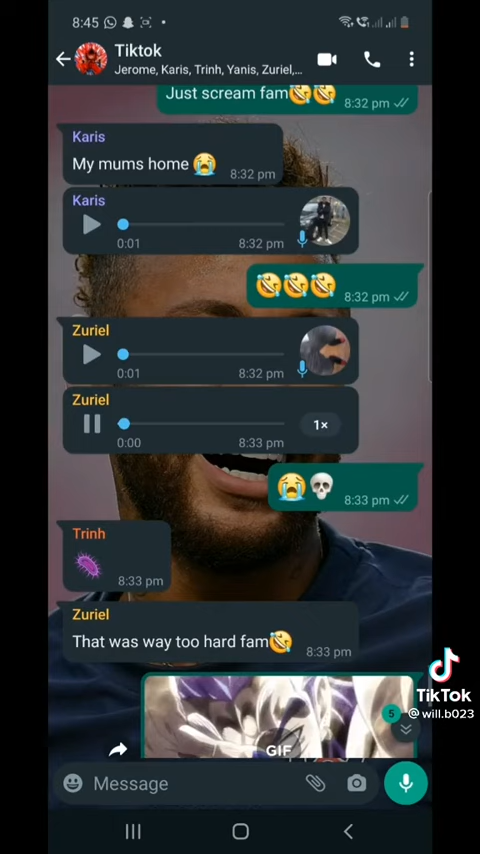 8:45
Tiktok
Jerome, Karis, Trinh, Yanis, Zuriel,...
Just scream fam🤣🤣
8:32 pm
Karis
My mums home 😭
8:32 pm
Karis
0:01
8:32 pm
🤣🤣🤣
8:32 pm
Zuriel
0:01
8:32 pm
Zuriel
1×
0:00
8:33 pm
😭💀
8:33 pm
Trinh
🦠
8:33 pm
Zuriel
That was way too hard fam🤣
8:33 pm
TikTok
@will.b023
5
GIF
Message